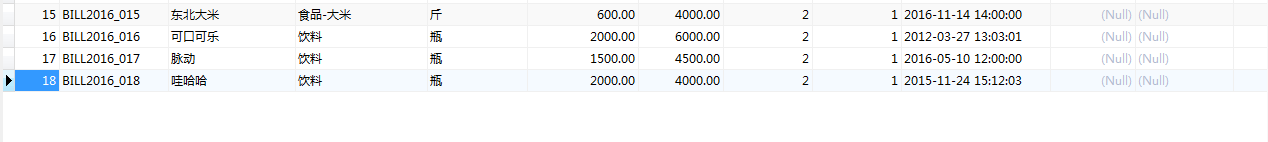 15 BILL2016_015 东北大米 食品-大米 斤 600.00 4000.00 2 1 2016-11-14 14:00:00 (Null) (Null)
16 BILL2016_016 可口可乐 饮料 瓶 2000.00 6000.00 2 1 2012-03-27 13:03:01 (Null) (Null)
17 BILL2016_017 脉动 饮料 瓶 1500.00 4500.00 2 1 2016-05-10 12:00:00 (Null) (Null)
18 BILL2016_018 哇哈哈 饮料 瓶 2000.00 4000.00 2 1 2015-11-24 15:12:03 (Null) (Null)